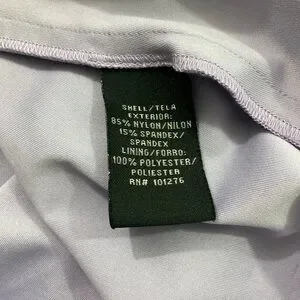 SHELL/TELA
EXTERIOR:
85% NYLON/NILON
15% SPANDEX/
SPANDEX
LINING/FORRO:
100% POLYESTER/
POLIESTER
RN# 101276